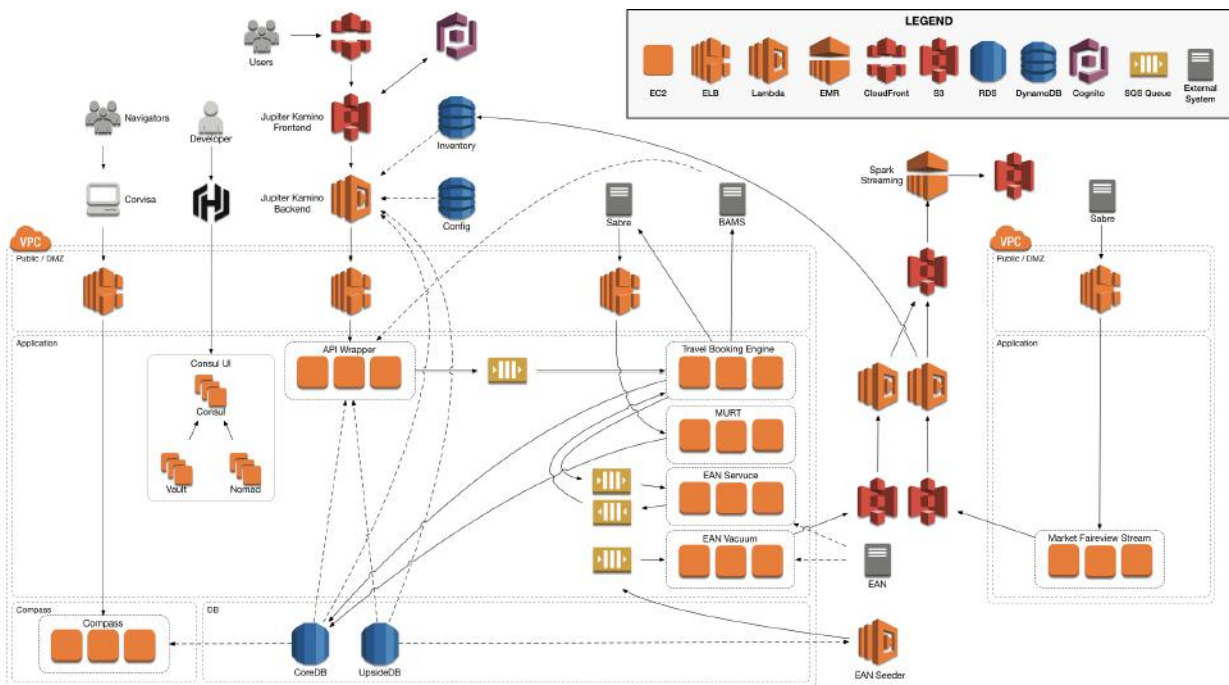 LEGEND
EC2
ELB
Lambda
EMR
CloudFront
S3
RDS
DynamoDB
Cognito
SQS Queue
External
System
Users
Navigators
Developer
Jupiter Kamino
Frontend
Inventory
Corvisa
Jupiter Kamino
Backend
Config
Sabre
BAMS
Spark
Streaming
Sabre
VPC
Public / DMZ
VPC
Public / DMZ
Application
API Wrapper
Travel Booking Engine
Application
Consul UI
Consul
Vault
Nomad
MURT
EAN Servuce
EAN Vacuum
EAN
Market Faireview Stream
Compass
Compass
DB
CoreDB
UpsideDB
EAN Seeder